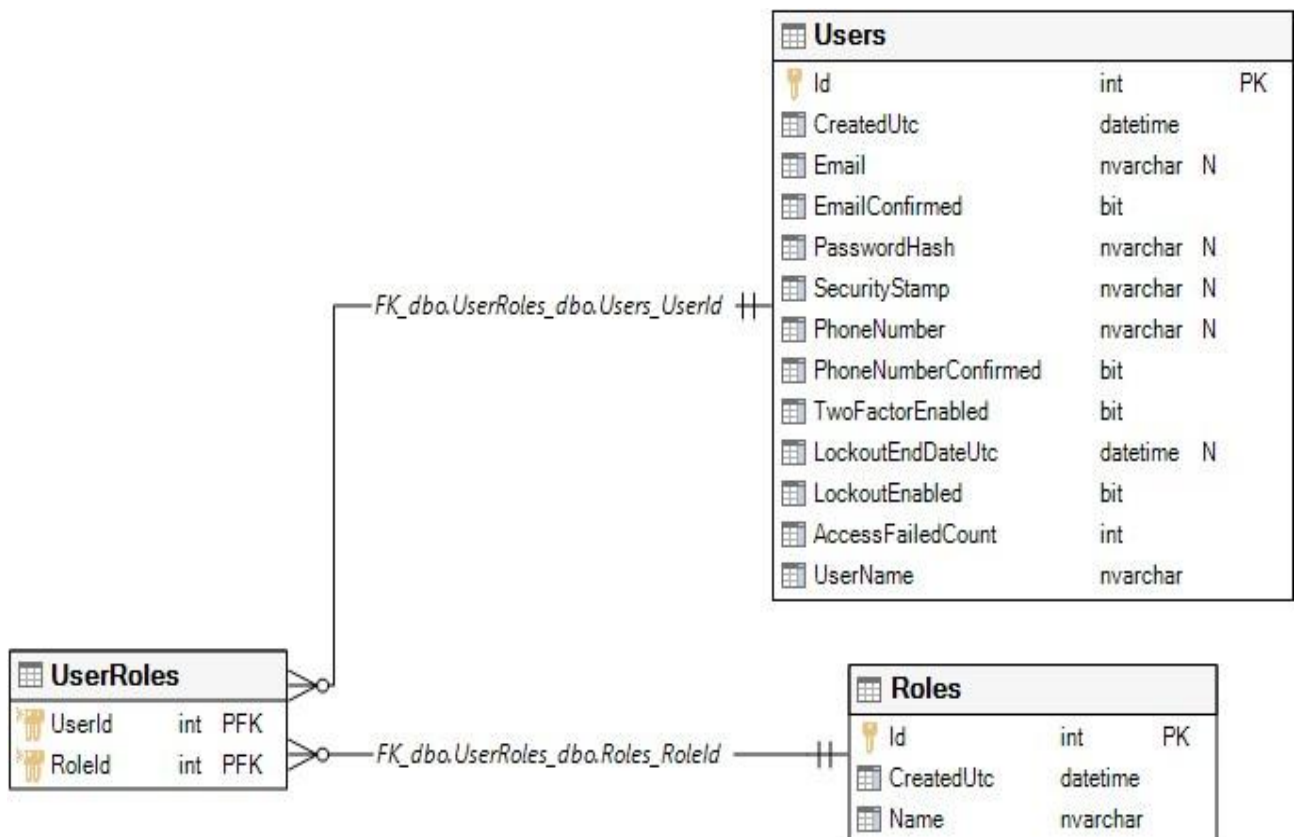 Users
Id int PK
CreatedUtc datetime
Email nvarchar N
EmailConfirmed bit
PasswordHash nvarchar N
SecurityStamp nvarchar N
PhoneNumber nvarchar N
PhoneNumberConfirmed bit
TwoFactorEnabled bit
LockoutEndDateUtc datetime N
LockoutEnabled bit
AccessFailedCount int
UserName nvarchar
FK_dbo.UserRoles_dbo.Users_UserId
UserRoles
UserId int PFK
RoleId int PFK
FK_dbo.UserRoles_dbo.Roles_RoleId
Roles
Id int PK
CreatedUtc datetime
Name nvarchar